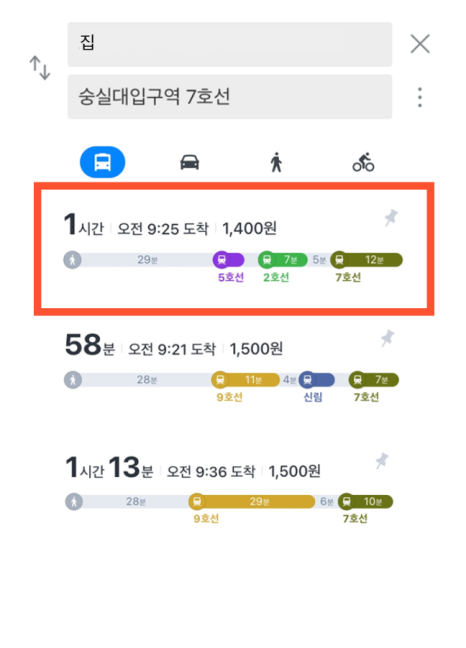 집
숭실대입구역 7호선
1시간 오전 9:25 도착 1,400원
29분 7분 5분 12분
5호선 2호선 7호선
58분 오전 9:21 도착 1,500원
28분 11분 4분 7분
9호선 신림 7호선
1시간 13분 오전 9:36 도착 1,500원
28분 29분 6분 10분
9호선 7호선